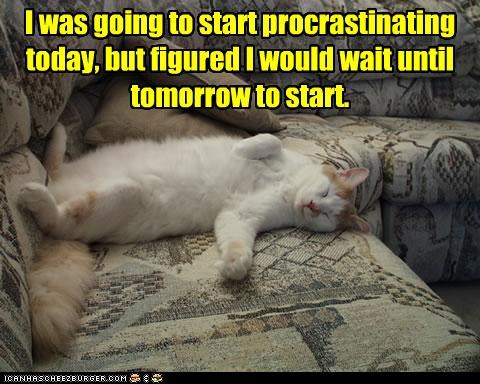 I was going to start procrastinating
today, but figured I would wait until
tomorrow to start.
ICANHASCHEEZBURGER.COM